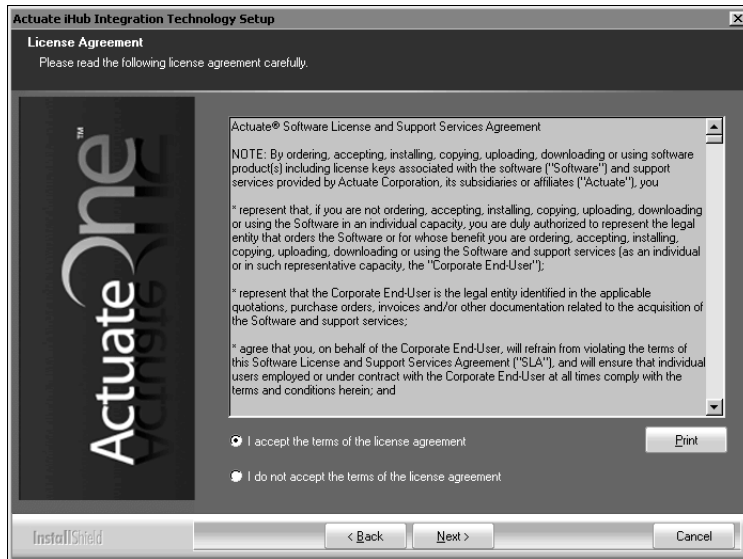 Actuate iHub Integration Technology Setup
License Agreement
Please read the following license agreement carefully.
ActuateOne™
Actuate® Software License and Support Services Agreement
NOTE: By ordering, accepting, installing, copying, uploading, downloading or using software
product(s) including license keys associated with the software ("Software") and support
services provided by Actuate Corporation, its subsidiaries or affiliates ("Actuate"), you
* represent that, if you are not ordering, accepting, installing, copying, uploading, downloading
or using the Software in an individual capacity, you are duly authorized to represent the legal
entity that orders the Software or for whose benefit you are ordering, accepting, installing,
copying, uploading, downloading or using the Software and support services (as an individual
or in such representative capacity, the "Corporate End-User");
* represent that the Corporate End-User is the legal entity identified in the applicable
quotations, purchase orders, invoices and/or other documentation related to the acquisition of
the Software and support services;
* agree that you, on behalf of the Corporate End-User, will refrain from violating the terms of
this Software License and Support Services Agreement ("SLA"), and will ensure that individual
users employed or under contract with the Corporate End-User at all times comply with the
terms and conditions herein; and
I accept the terms of the license agreement
Print
I do not accept the terms of the license agreement
InstallShield
< Back
Next >
Cancel